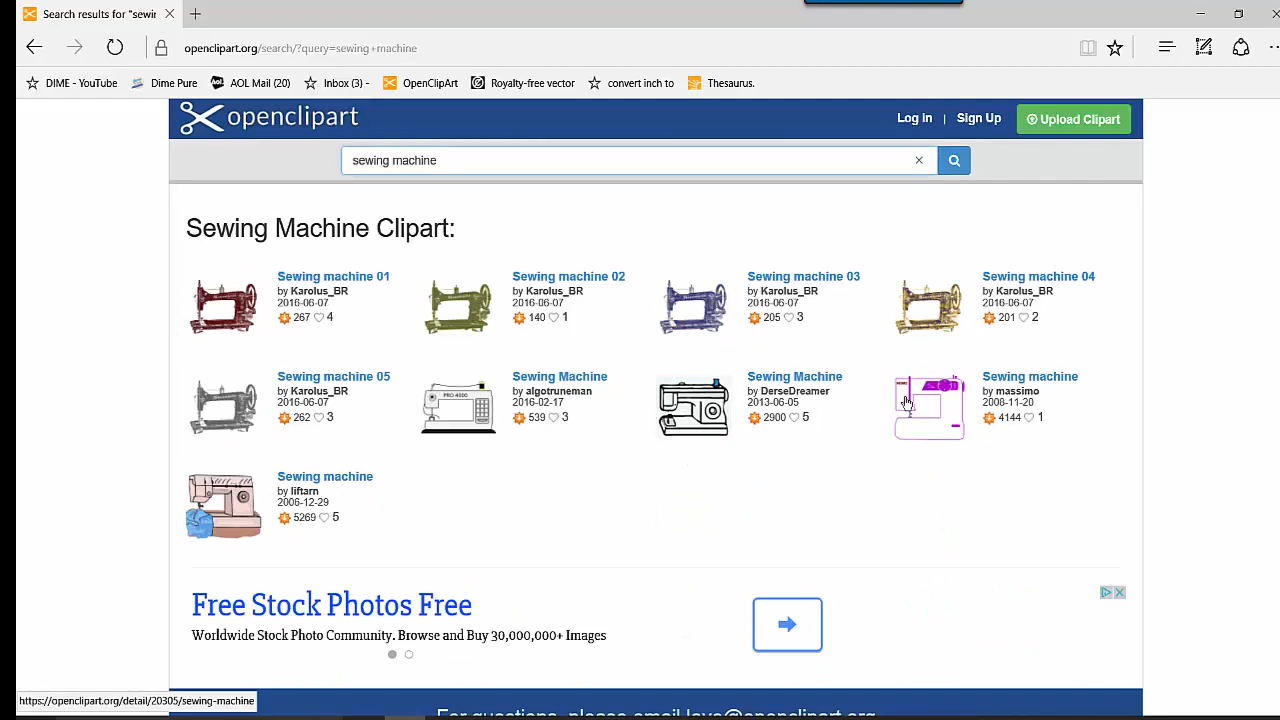 Search results for "sewin
openclipart.org/search/?query=sewing+machine
DIME - YouTube Dime Pure AOL Mail (20) Inbox (3) - OpenClipArt Royalty-free vector convert inch to Thesaurus.
openclipart Log In | Sign Up Upload Clipart
sewing machine
Sewing Machine Clipart:
Sewing machine 01
by Karolus_BR
2016-06-07
267 4
Sewing machine 02
by Karolus_BR
2016-06-07
140 1
Sewing machine 03
by Karolus_BR
2016-06-07
205 3
Sewing machine 04
by Karolus_BR
2016-06-07
201 2
Sewing machine 05
by Karolus_BR
2016-06-07
262 3
PRO 4000
Sewing Machine
by algotruneman
2016-02-17
539 3
Sewing Machine
by DerseDreamer
2013-06-05
2900 5
Sewing machine
by massimo
2008-11-20
4144 1
Sewing machine
by liftarn
2006-12-29
5269 5
Free Stock Photos Free
Worldwide Stock Photo Community. Browse and Buy 30,000,000+ Images
https://openclipart.org/detail/20305/sewing-machine
For questions, please email love@openclipart.org